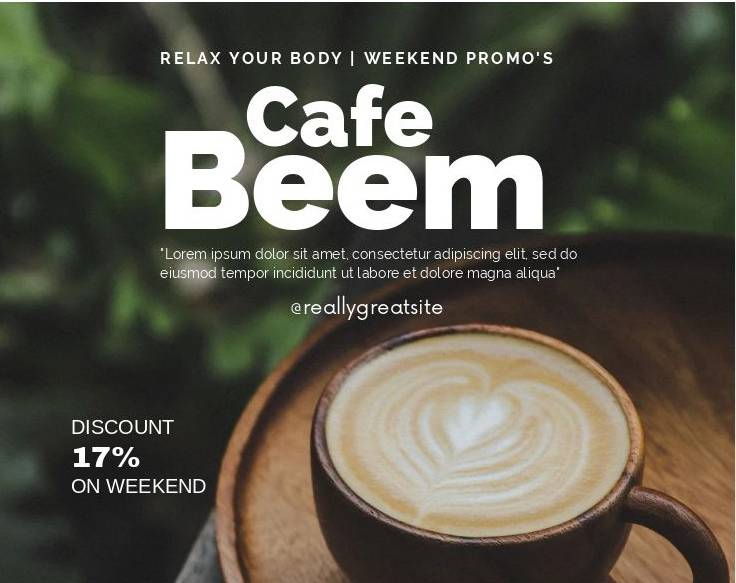 RELAX YOUR BODY | WEEKEND PROMO'S
Cafe
Beem
"Lorem ipsum dolor sit amet, consectetur adipiscing elit, sed do
eiusmod tempor incididunt ut labore et dolore magna aliqua"
@reallygreatsite
DISCOUNT
17%
ON WEEKEND